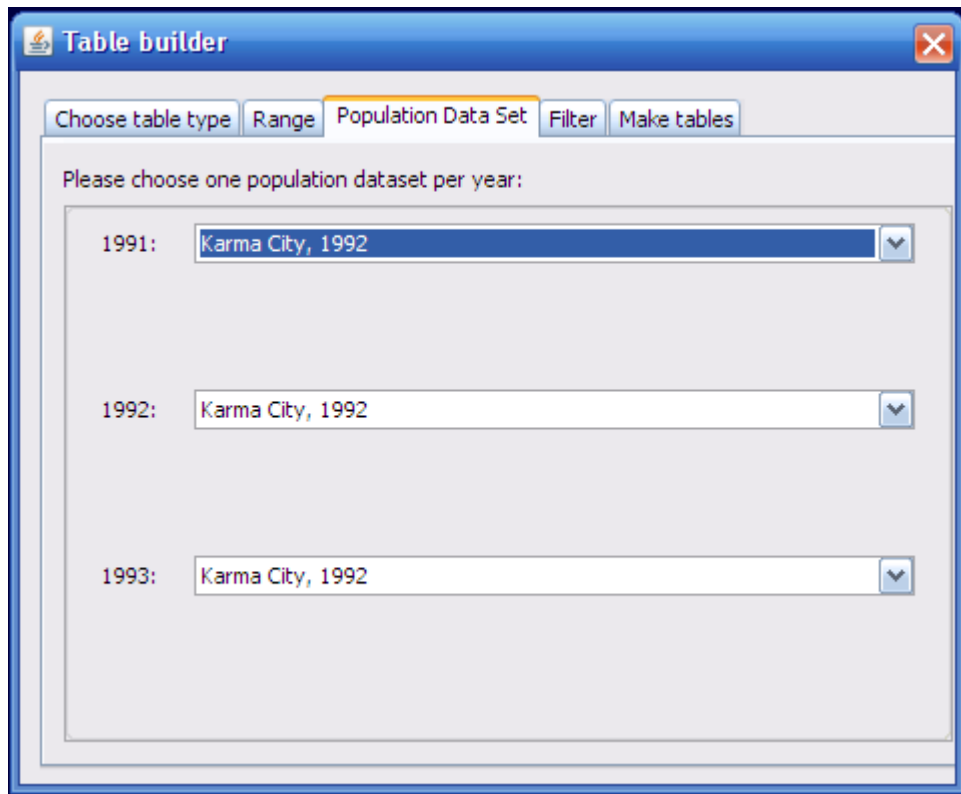 Table builder
Choose table type Range Population Data Set Filter Make tables
Please choose one population dataset per year:
1991: Karma City, 1992
1992: Karma City, 1992
1993: Karma City, 1992